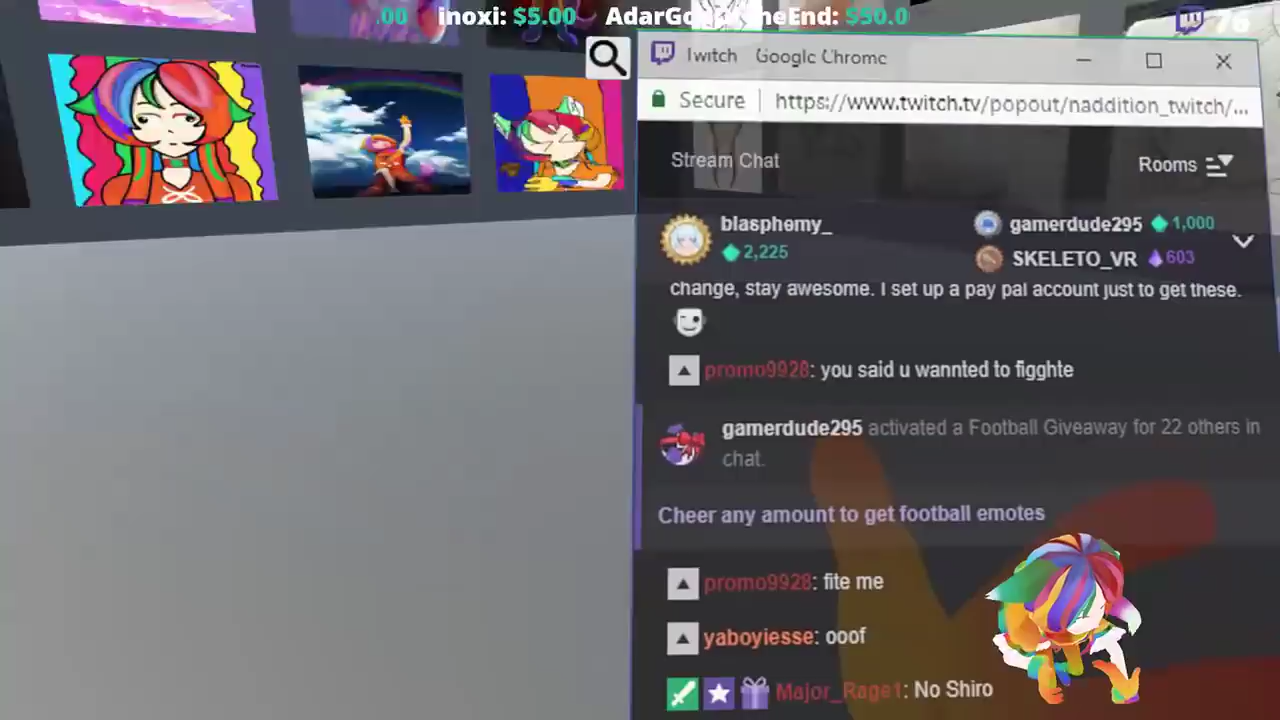 .00 inoxi: $5.00 $50.0 76
Twitch Google Chrome
Secure https://www.twitch.tv/popout/naddition_twitch/...
Stream Chat Rooms
blasphemy_ gamerdude295 1,000
2,225 SKELETO_VR 603
change, stay awesome. I set up a pay pal account just to get these.
promo9928: you said u wannted to figghte
gamerdude295 activated a Football Giveaway for 22 others in
chat.
Cheer any amount to get football emotes
promo9928: fite me
yaboyiesse: ooof
Major_Rage1: No Shiro